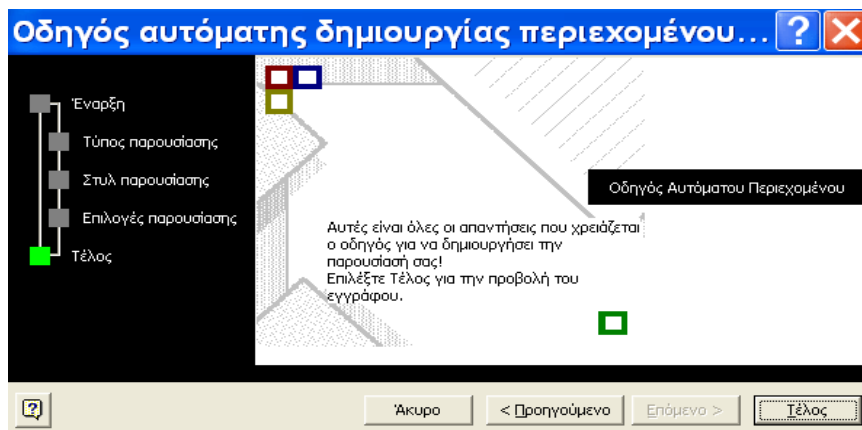 Οδηγός αυτόματης δημιουργίας περιεχομένου...
Έναρξη
Τύπος παρουσίασης
Στυλ παρουσίασης
Επιλογές παρουσίασης
Τέλος
Οδηγός Αυτόματου Περιεχομένου
Αυτές είναι όλες οι απαντήσεις που χρειάζεται
ο οδηγός για να δημιουργήσει την
παρουσίασή σας!
Επιλέξτε Τέλος για την προβολή του
εγγράφου.
Άκυρο
< Προηγούμενο
Επόμενο >
Τέλος